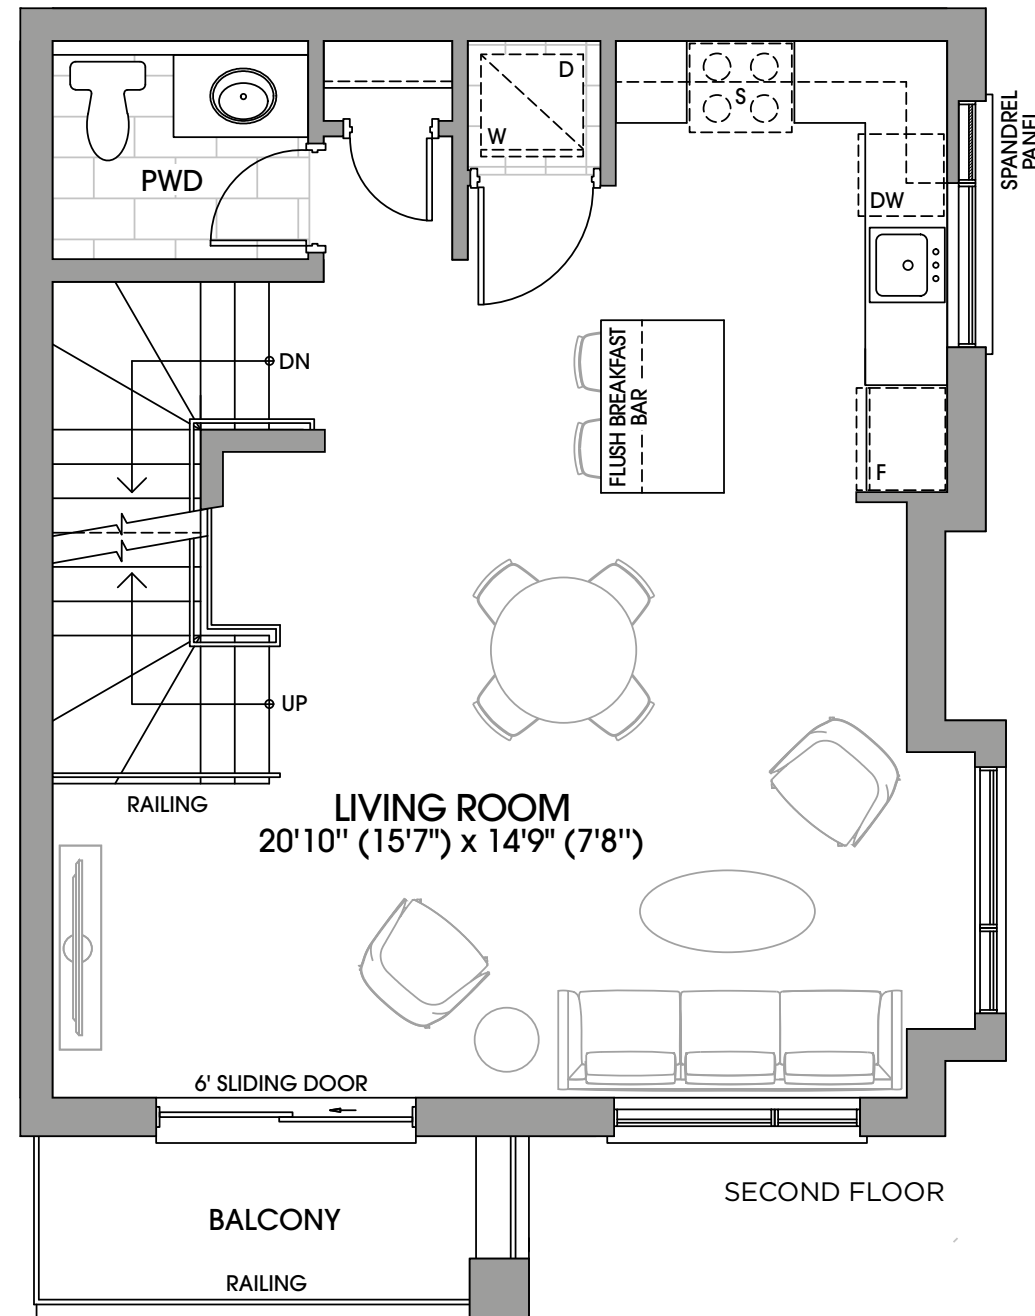 D
W
S
SPANDREL
PANEL
PWD
DW
DN
FLUSH BREAKFAST
BAR
F
UP
RAILING
LIVING ROOM
20'10" (15'7") x 14'9" (7'8")
6' SLIDING DOOR
SECOND FLOOR
BALCONY
RAILING